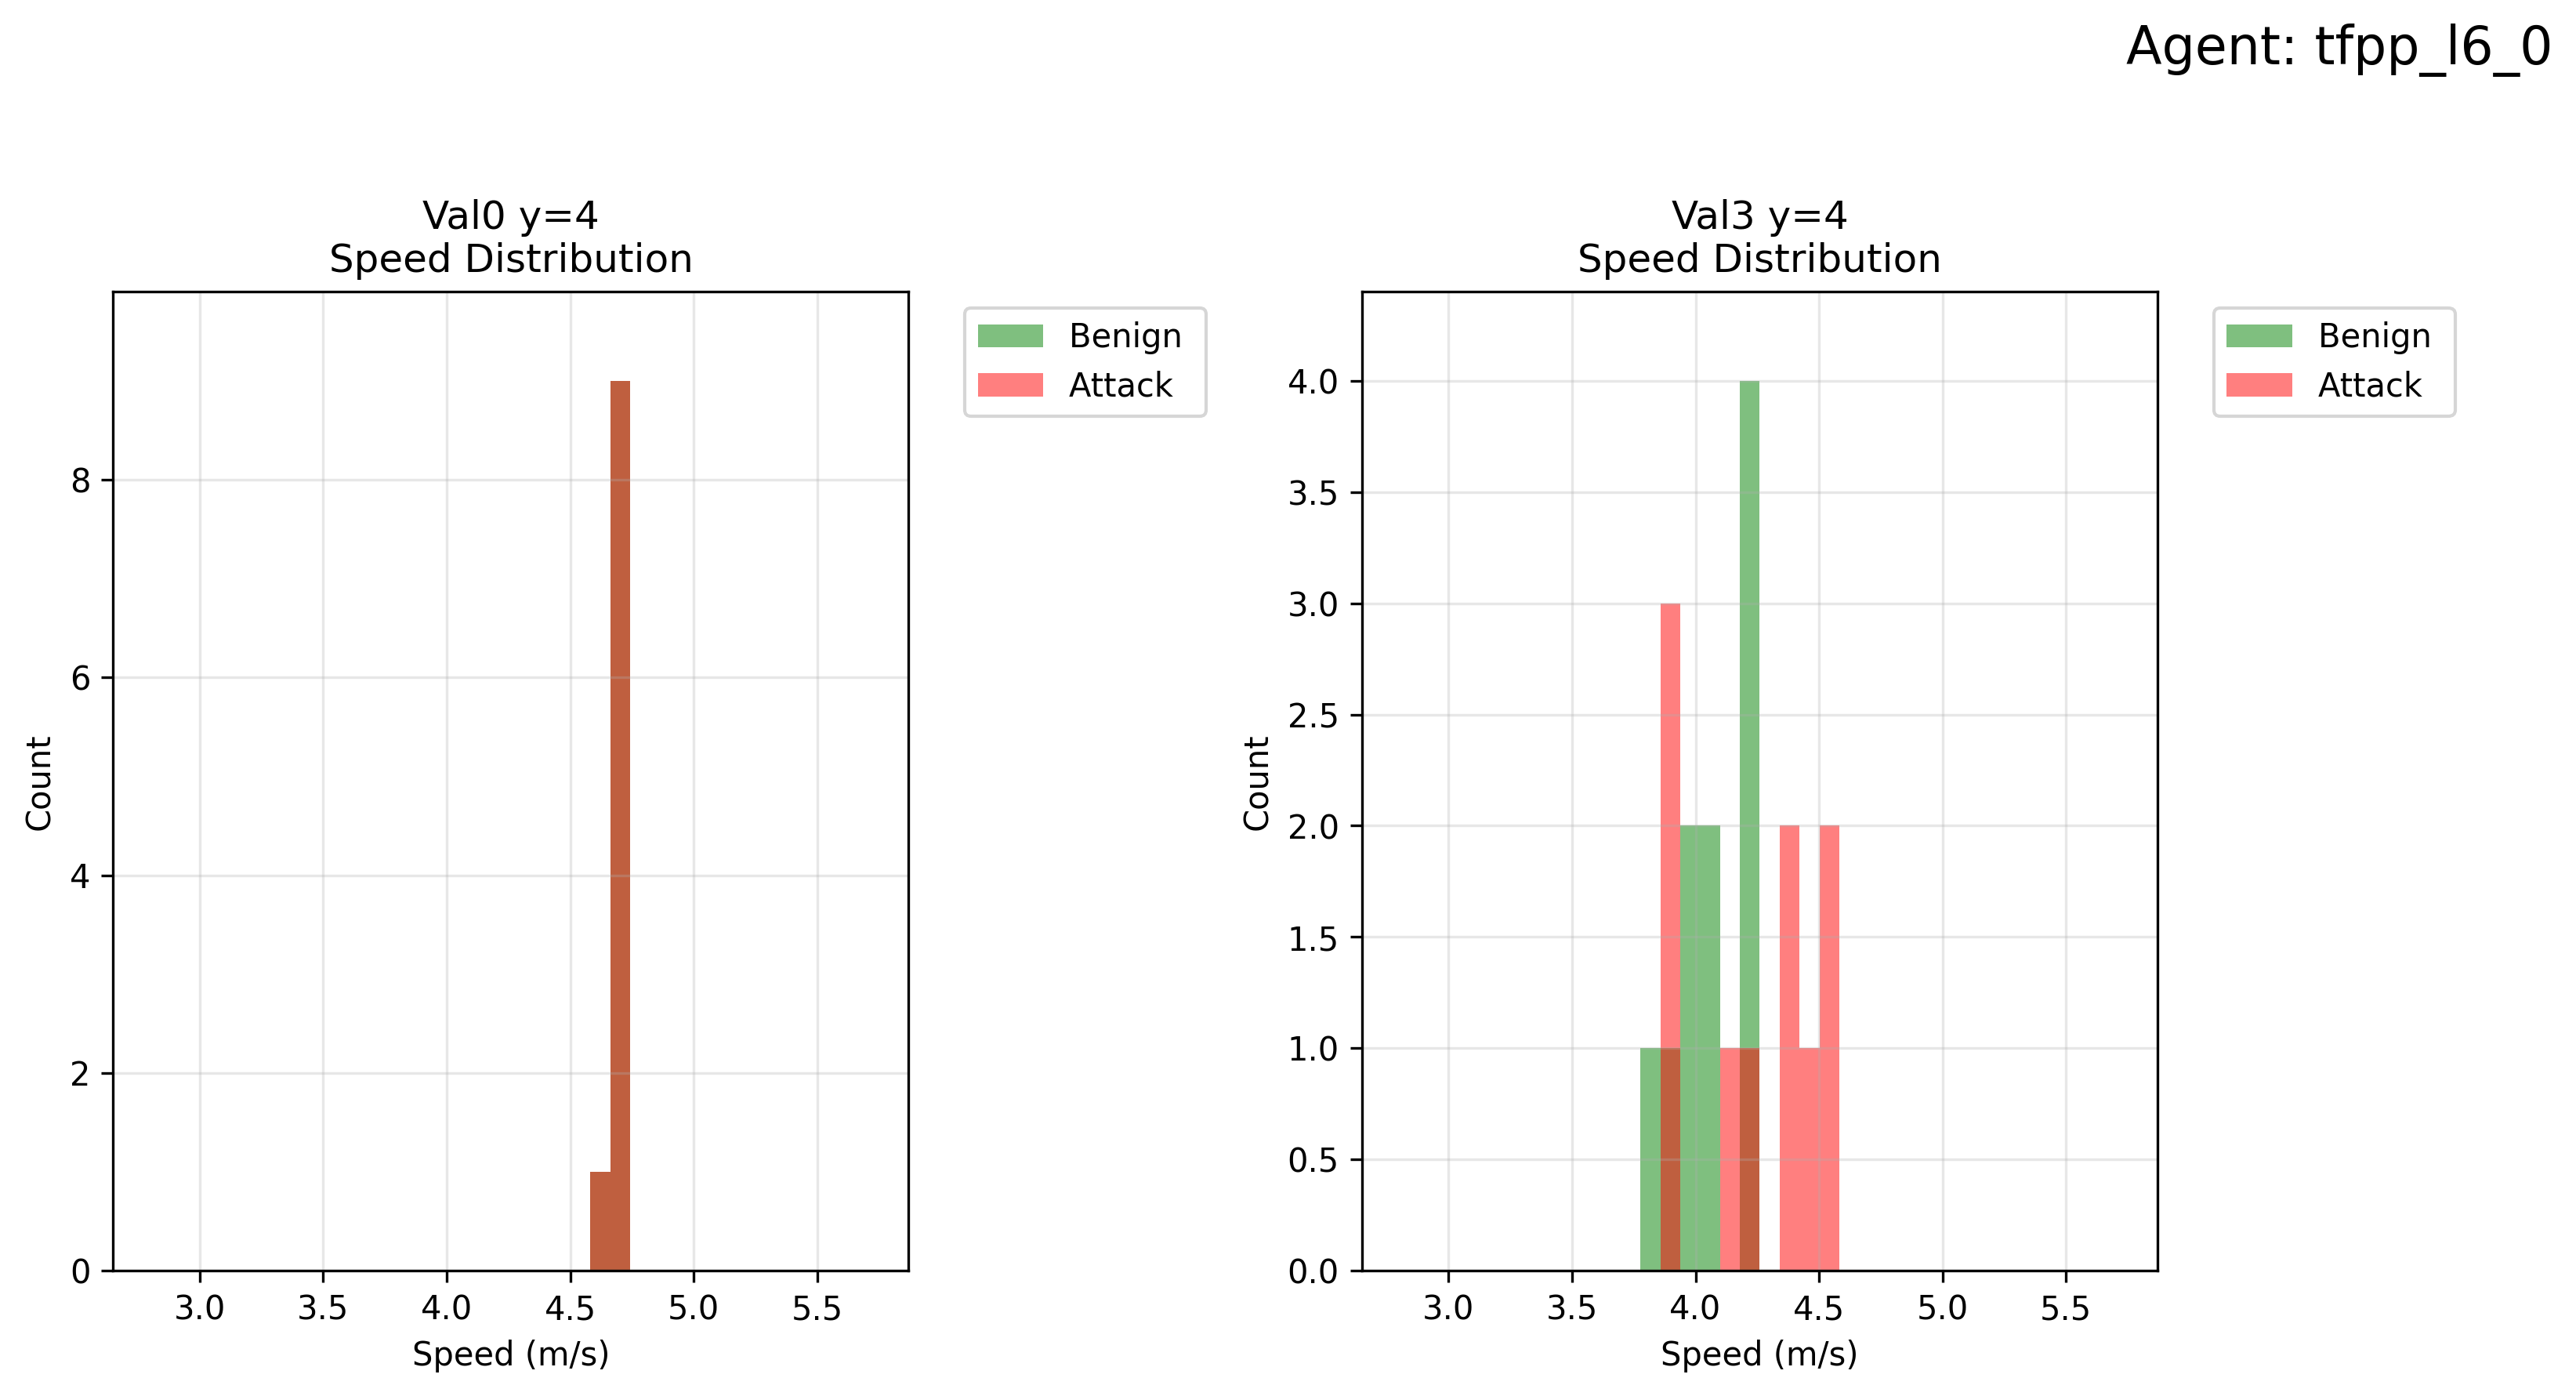 Agent: tfpp_l6_0
Val0 y=4
Speed Distribution
Count
8
6
4
2
0
3.0 3.5 4.0 4.5 5.0 5.5
Speed (m/s)
Benign
Attack
Val3 y=4
Speed Distribution
Count
4.0
3.5
3.0
2.5
2.0
1.5
1.0
0.5
0.0
3.0 3.5 4.0 4.5 5.0 5.5
Speed (m/s)
Benign
Attack